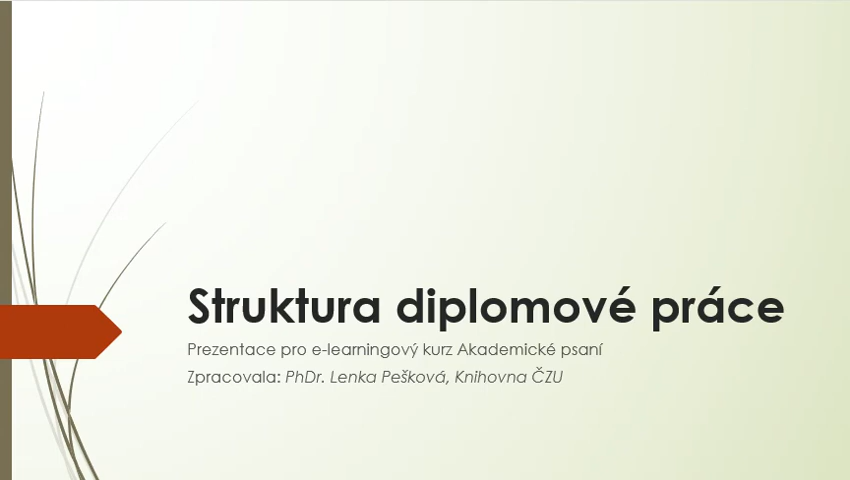 Struktura diplomové práce
Prezentace pro e-learningový kurz Akademické psaní
Zpracovala: PhDr. Lenka Pešková, Knihovna ČZU